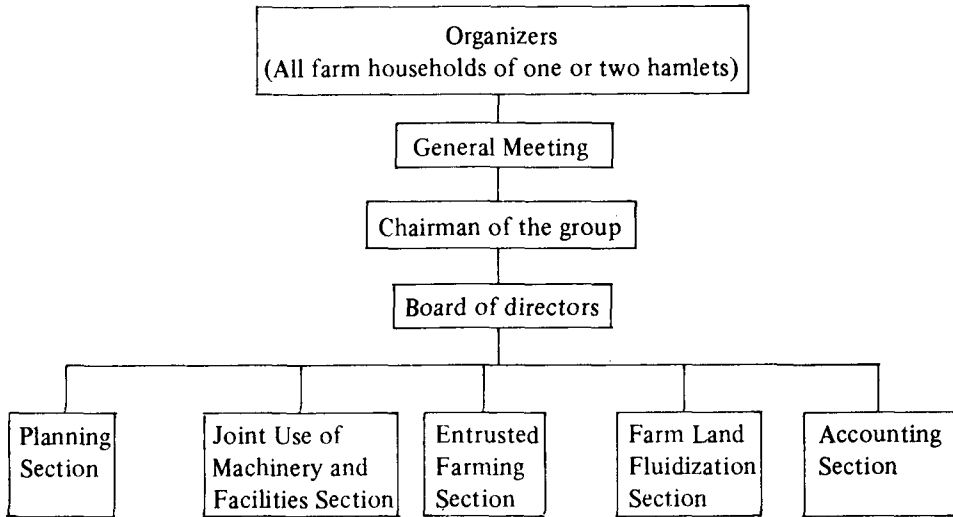 Organizers
(All farm households of one or two hamlets)
General Meeting
Chairman of the group
Board of directors
Planning
Section
Joint Use of
Machinery and
Facilities Section
Entrusted
Farming
Section
Farm Land
Fluidization
Section
Accounting
Section